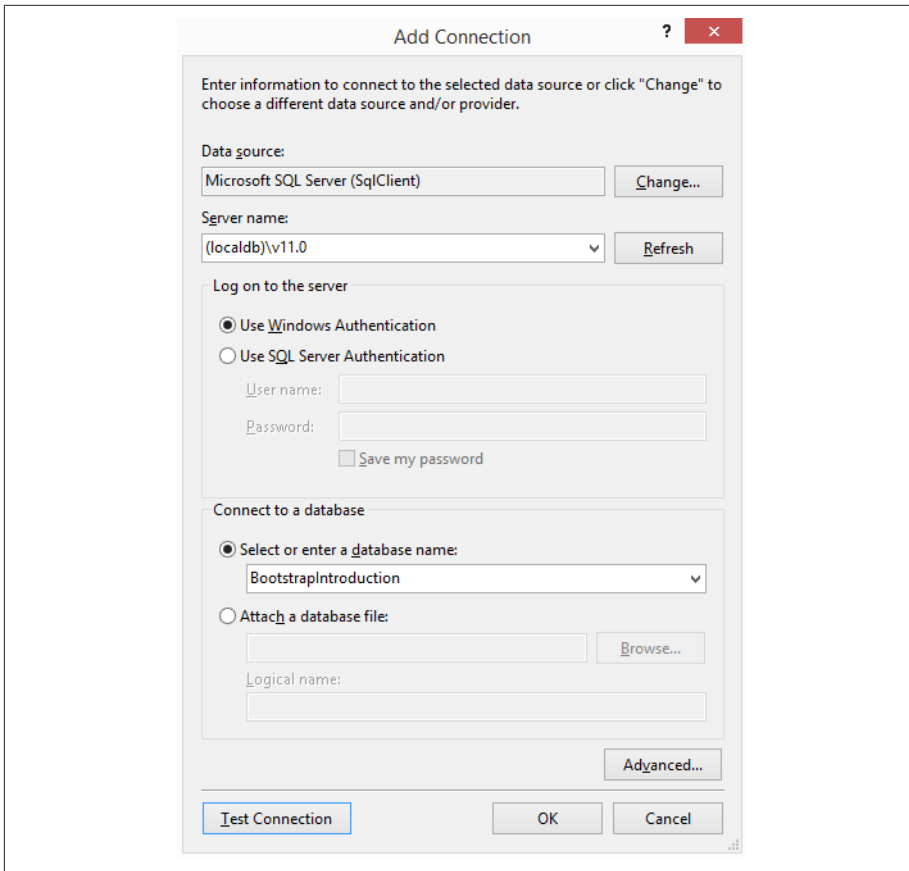 Add Connection
?
×
Enter information to connect to the selected data source or click "Change" to
choose a different data source and/or provider.
Data source:
Microsoft SQL Server (SqlClient)
Change...
Server name:
(localdb)\v11.0
Refresh
Log on to the server
Use Windows Authentication
Use SQL Server Authentication
User name:
Password:
Save my password
Connect to a database
Select or enter a database name:
BootstrapIntroduction
Attach a database file:
Browse...
Logical name:
Advanced...
Test Connection
OK
Cancel